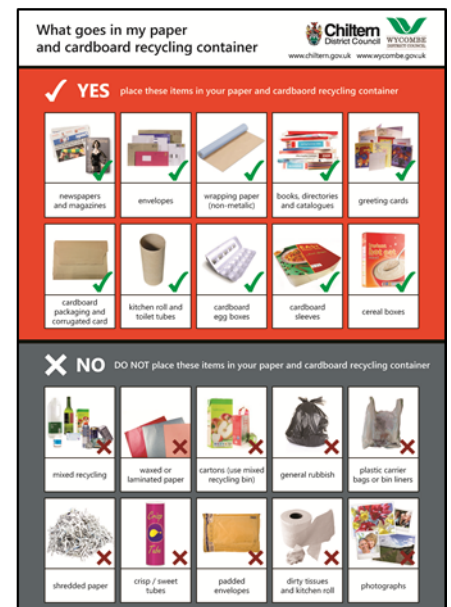 What goes in my paper
and cardboard recycling container
Chiltern
District Council
WYCOMBE
DISTRICT COUNCIL
www.chiltern.gov.uk www.wycombe.gov.uk
YES place these items in your paper and cardbaord recycling container
newspapers
and magazines
envelopes
wrapping paper
(non-metalic)
books, directories
and catalogues
greeting cards
cardboard
packaging and
corrugated card
kitchen roll and
toilet tubes
cardboard
egg boxes
cardboard
sleeves
cereal boxes
NO DO NOT place these items in your paper and cardboard recycling container
mixed recycling
waxed or
laminated paper
cartons (use mixed
recycling bin)
general rubbish
plastic carrier
bags or bin liners
Crisp
Tube
shredded paper
crisp / sweet
tubes
padded
envelopes
dirty tissues
and kitchen roll
photographs